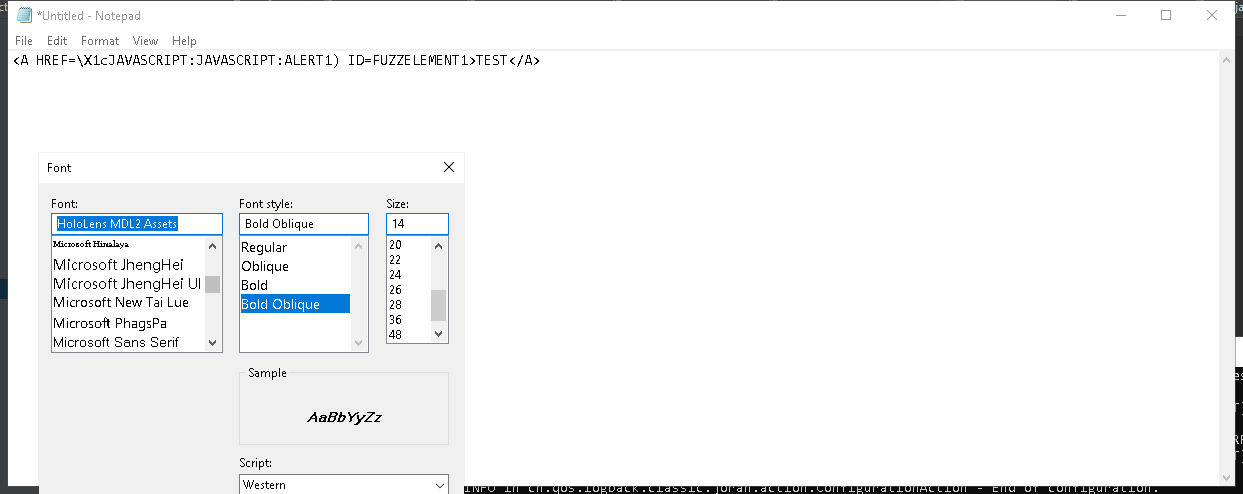 *Untitled - Notepad
File Edit Format View Help
<A HREF=\X1cJAVASCRIPT:JAVASCRIPT:ALERT1) ID=FUZZELEMENT1>TEST</A>
Font
Font:
HoloLens MDL2 Assets
Microsoft Himalaya
Microsoft JhengHei
Microsoft JhengHei UI
Microsoft New Tai Lue
Microsoft PhagsPa
Microsoft Sans Serif
Font style:
Bold Oblique
Regular
Oblique
Bold
Bold Oblique
Size:
14
20
22
24
26
28
36
48
Sample
AaBbYyZz
Script:
Western
INFO in ch.qos.logback.classic.joran.action.ConfigurationAction - End of configuration.